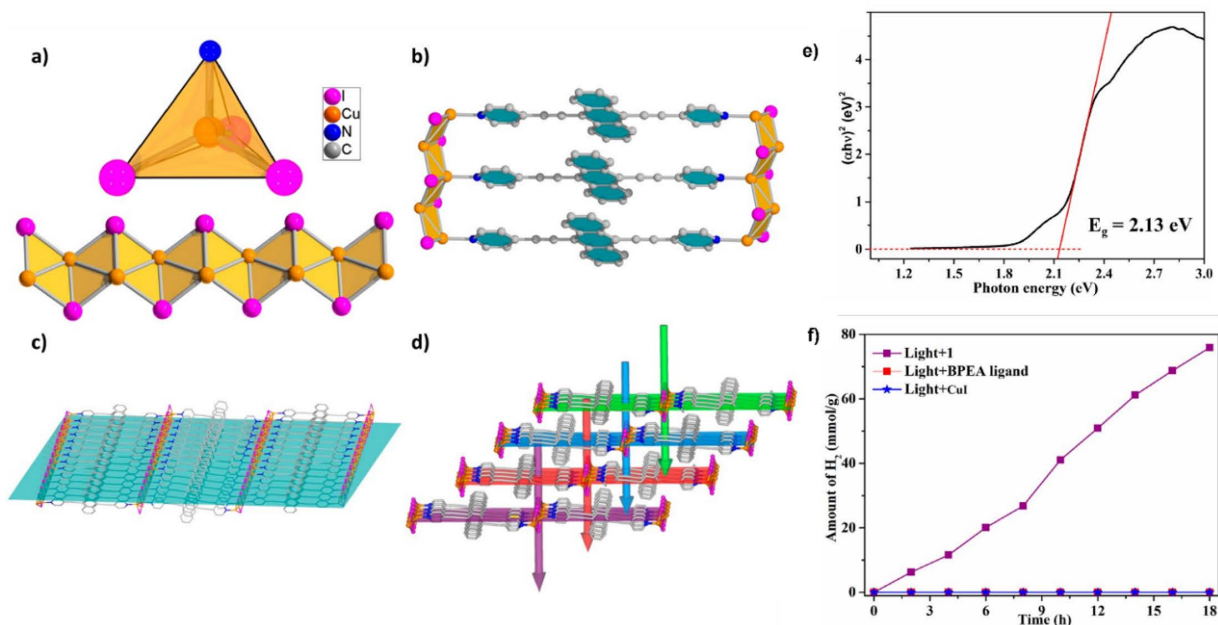 a)
I
Cu
N
C
b)
c)
d)
e)
(αhν)² (eV)²
4
3
2
1
0
E_g = 2.13 eV
1.2 1.5 1.8 2.1 2.4 2.7 3.0
Photon energy (eV)
f)
Amount of H₂ (mmol/g)
80
60
40
20
0
Light+1
Light+BPEA ligand
Light+CuI
0 3 6 9 12 15 18
Time (h)